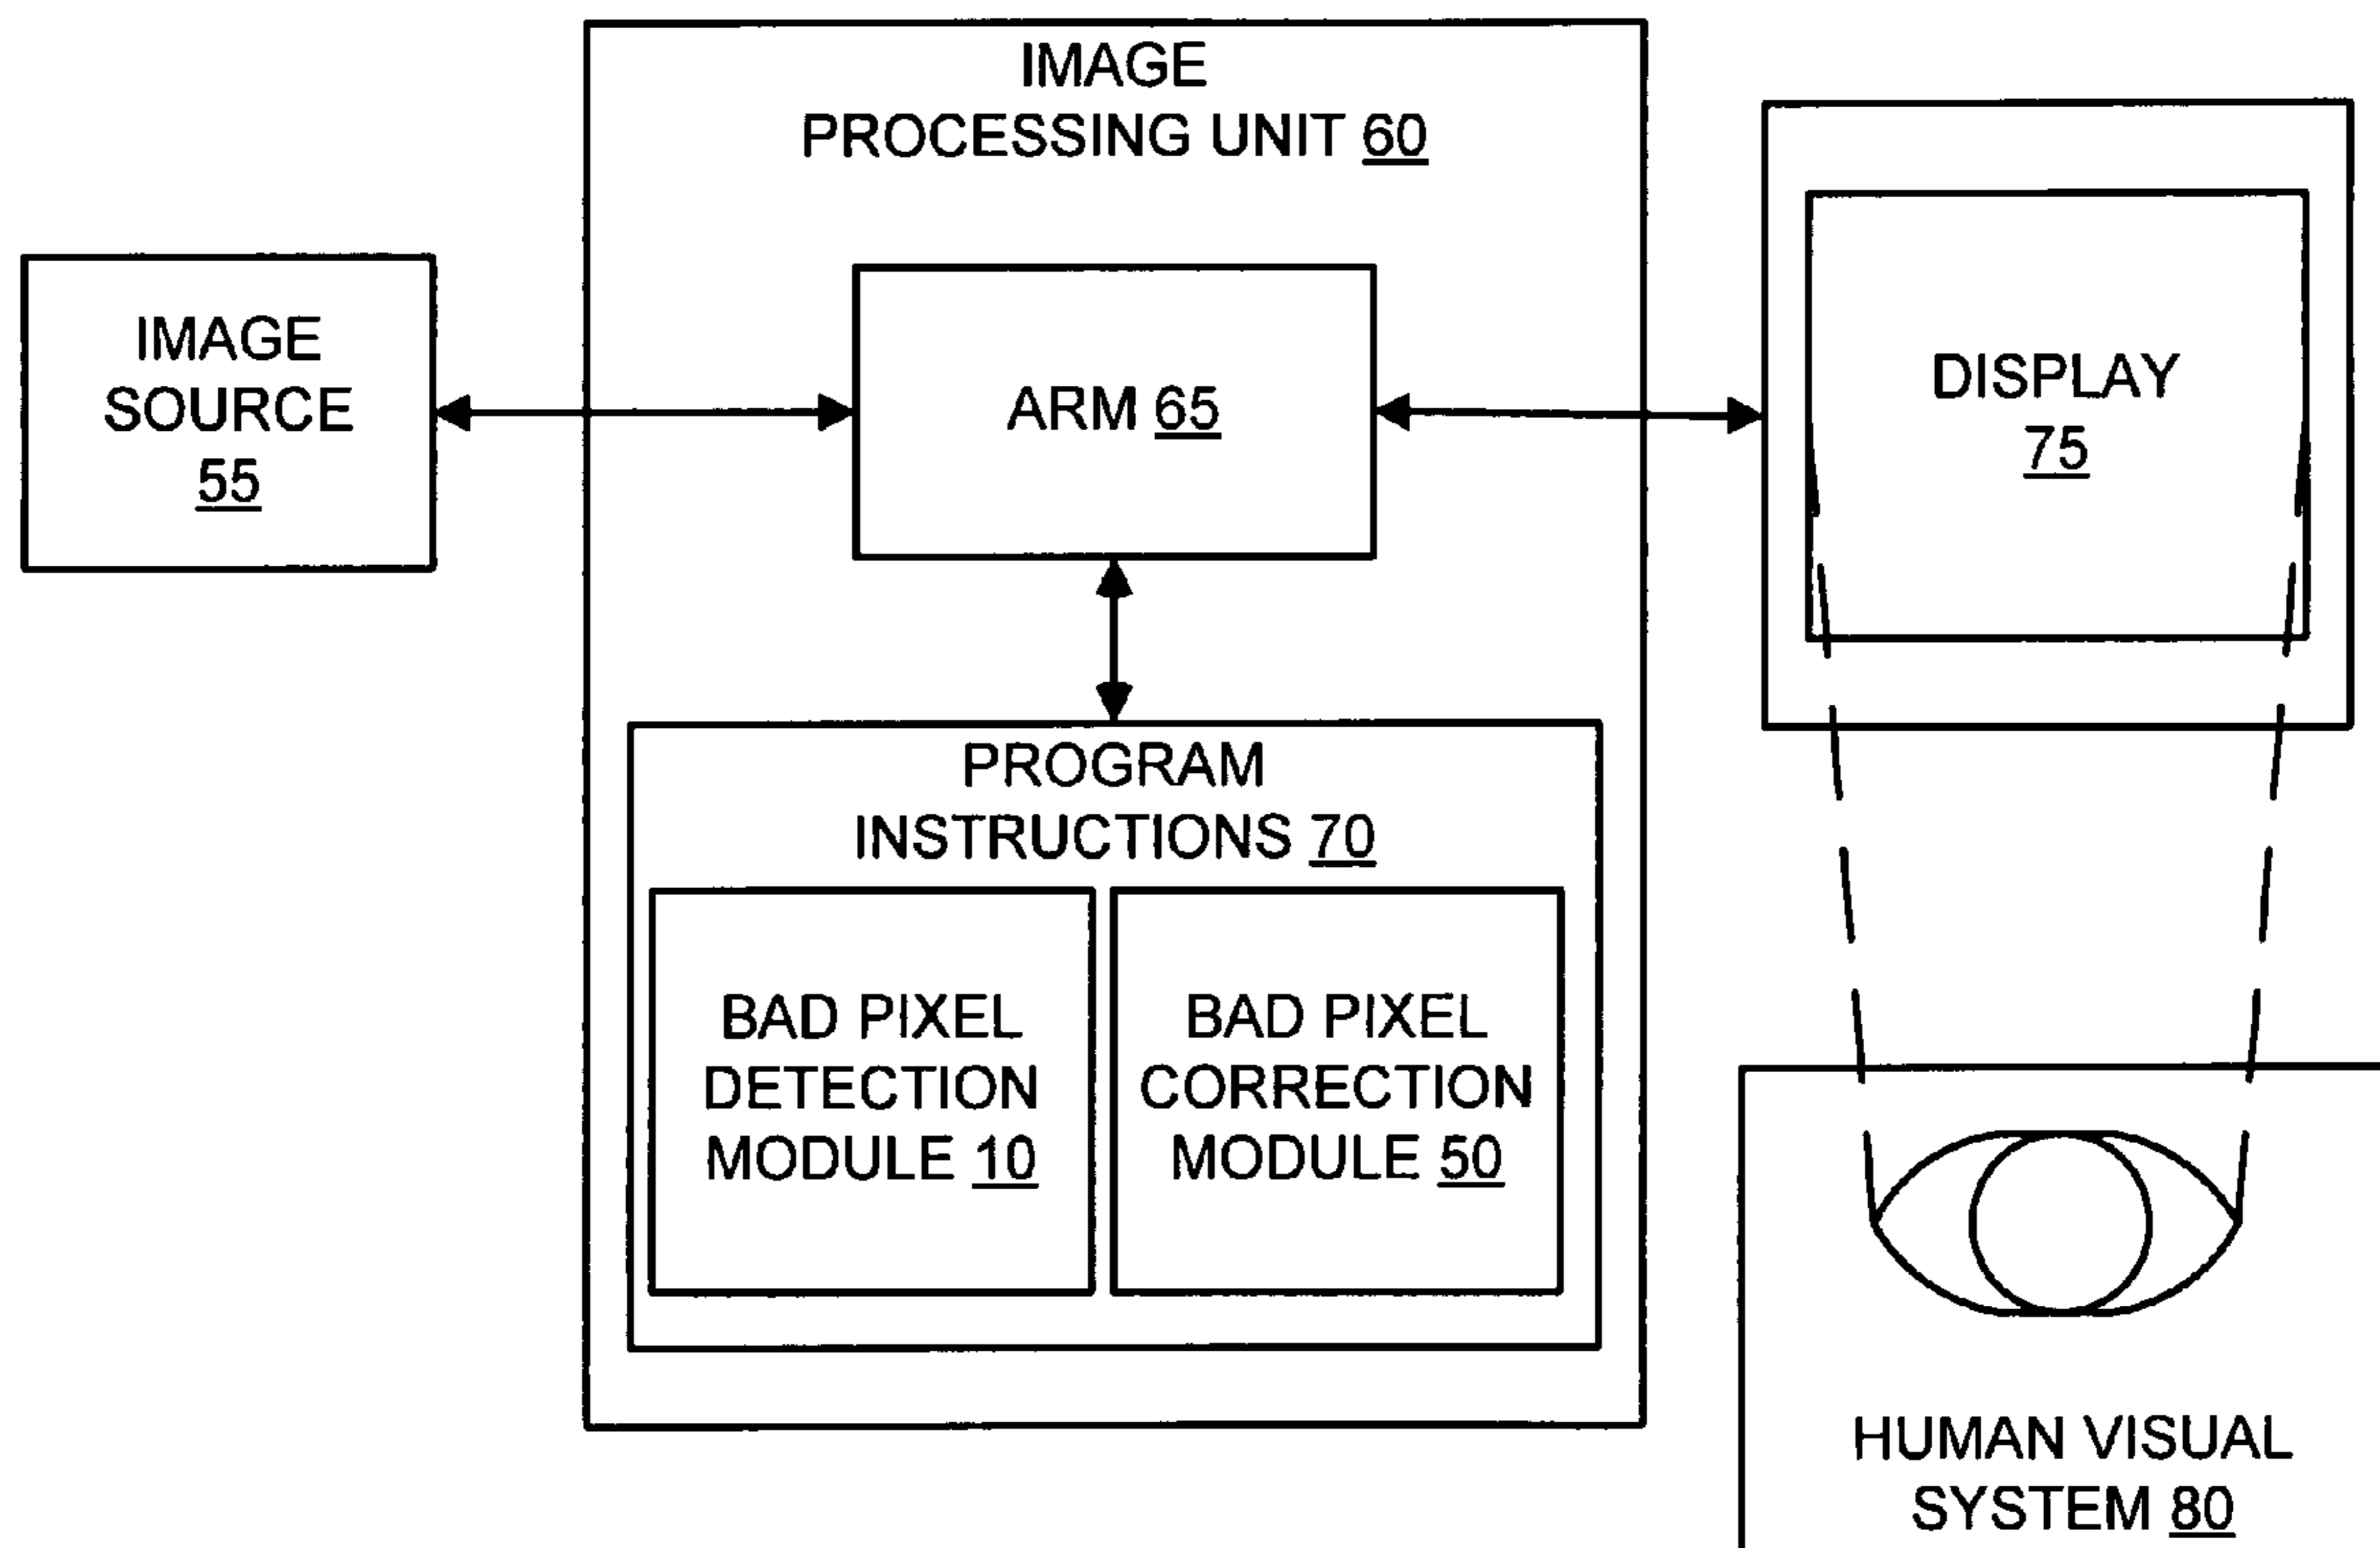 IMAGE
PROCESSING UNIT 60
IMAGE
SOURCE
55
ARM 65
DISPLAY
75
PROGRAM
INSTRUCTIONS 70
BAD PIXEL
DETECTION
MODULE 10
BAD PIXEL
CORRECTION
MODULE 50
HUMAN VISUAL
SYSTEM 80